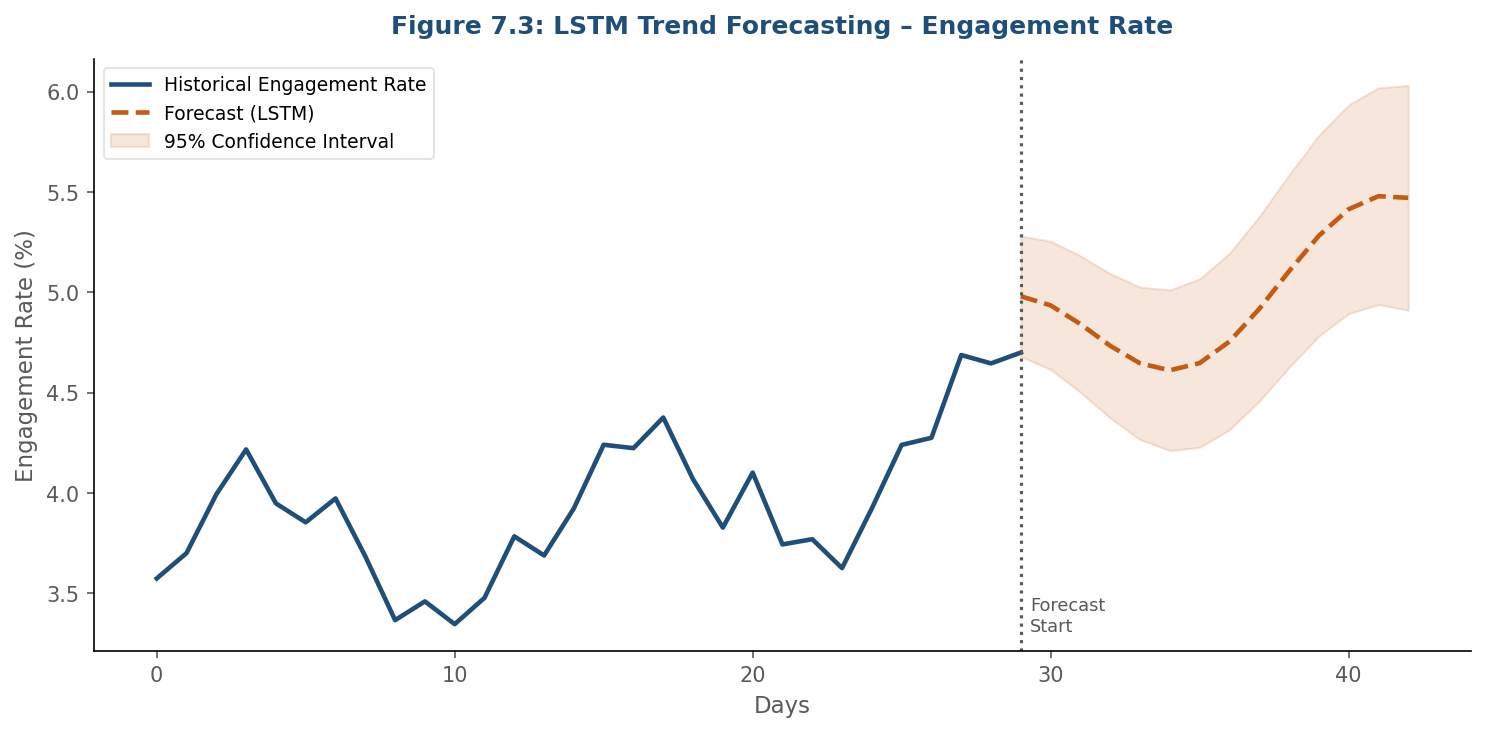 Figure 7.3: LSTM Trend Forecasting – Engagement Rate
Historical Engagement Rate
Forecast (LSTM)
95% Confidence Interval
Engagement Rate (%)
6.0
5.5
5.0
4.5
4.0
3.5
Forecast
Start
0
10
20
30
40
Days